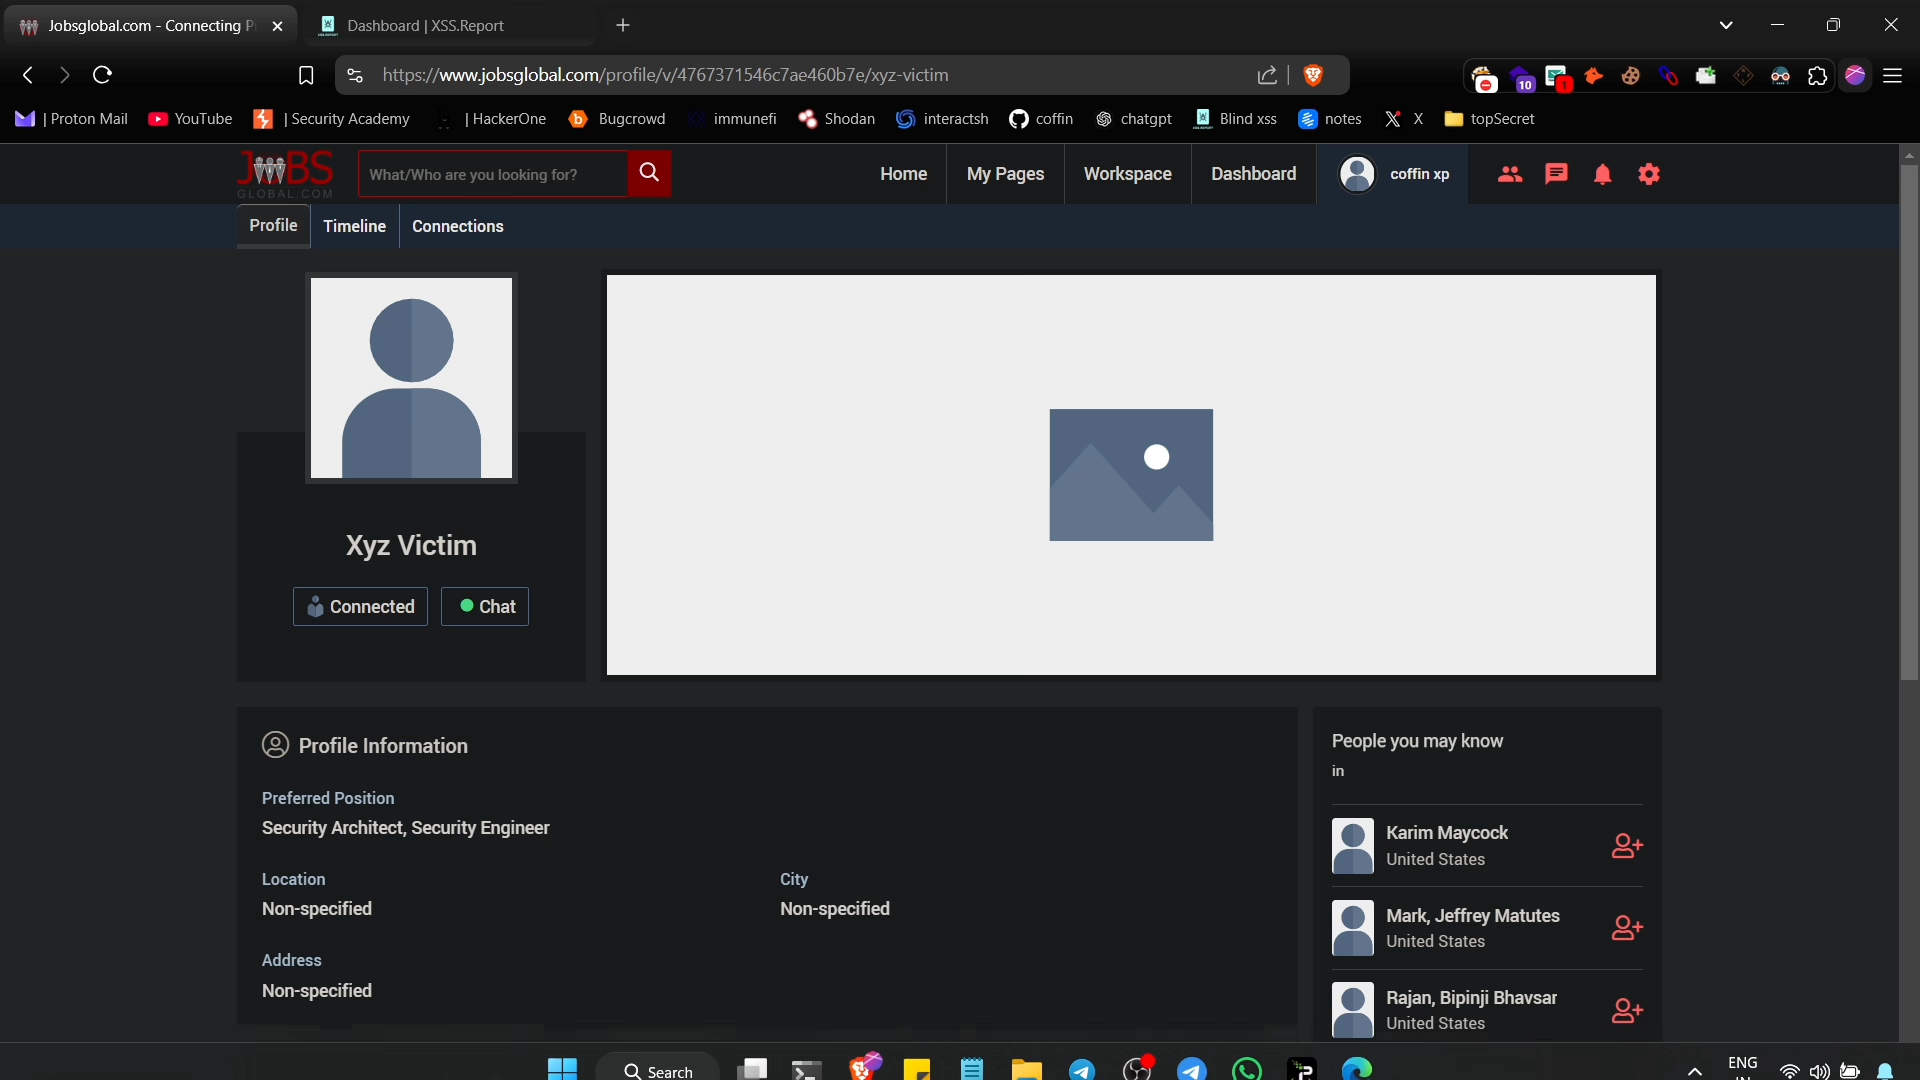 Jobsglobal.com - Connecting P
Dashboard | XSS.Report
https://www.jobsglobal.com/profile/v/4767371546c7ae460b7e/xyz-victim
10
1
| Proton Mail
YouTube
| Security Academy
| HackerOne
Bugcrowd
immunefi
Shodan
interactsh
coffin
chatgpt
Blind xss
notes
X
topSecret
JOBS
GLOBAL.COM
What/Who are you looking for?
Home
My Pages
Workspace
Dashboard
coffin xp
Profile
Timeline
Connections
Xyz Victim
Connected
Chat
Profile Information
Preferred Position
Security Architect, Security Engineer
Location
Non-specified
City
Non-specified
Address
Non-specified
People you may know
in
Karim Maycock
United States
Mark, Jeffrey Matutes
United States
Rajan, Bipinji Bhavsar
United States
Search
ENG